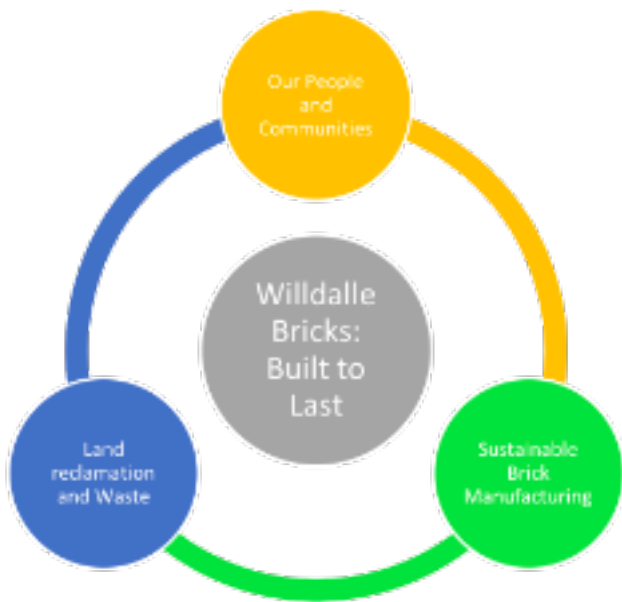 Our People
and
Communities
Willdalle
Bricks:
Built to
Last
Land
reclamation
and Waste
Sustainable
Brick
Manufacturing